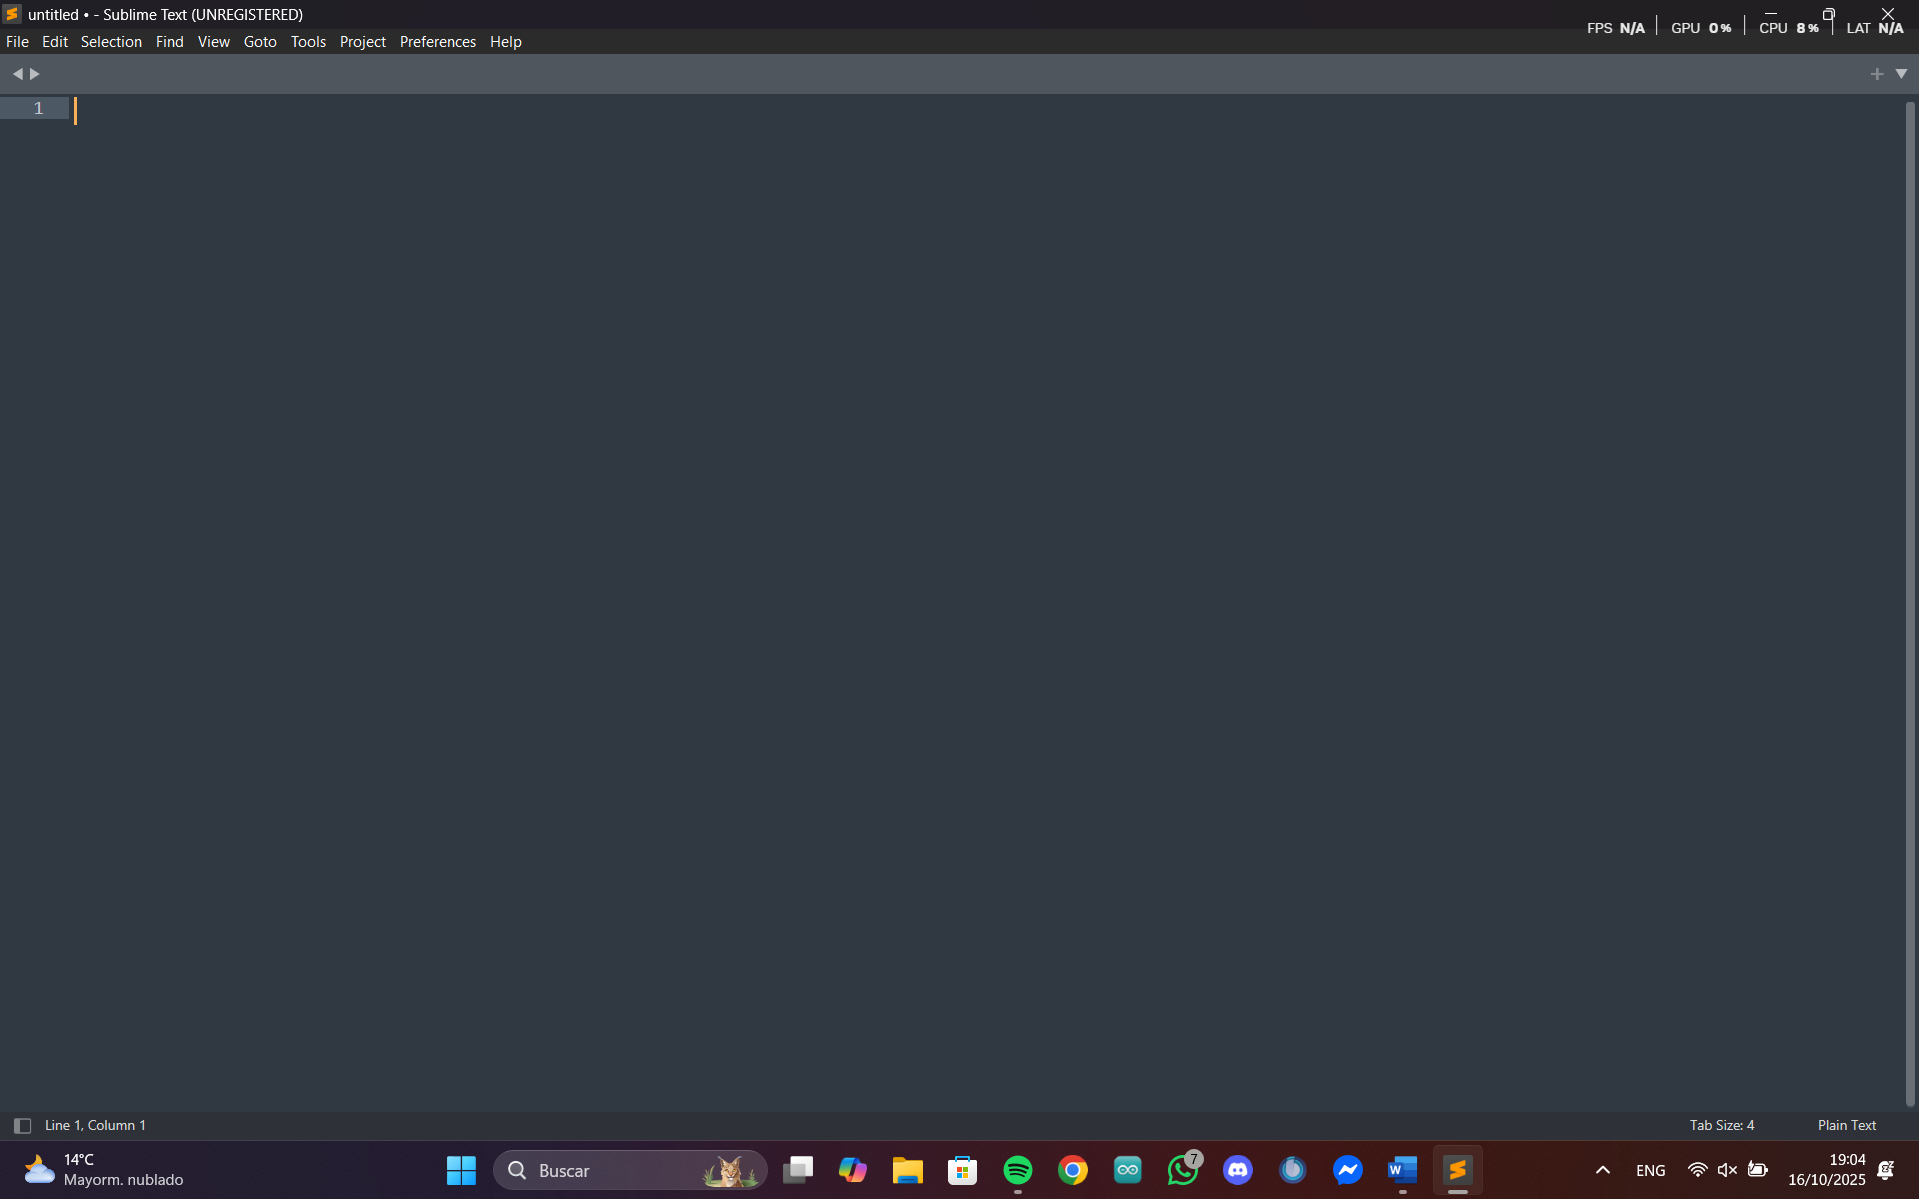 untitled • - Sublime Text (UNREGISTERED)
File Edit Selection Find View Goto Tools Project Preferences Help
FPS N/A GPU 0% CPU 8% LAT N/A
1
Line 1, Column 1
Tab Size: 4
Plain Text
14°C
Mayorm. nublado
Buscar
7
W
ENG
19:04
16/10/2025